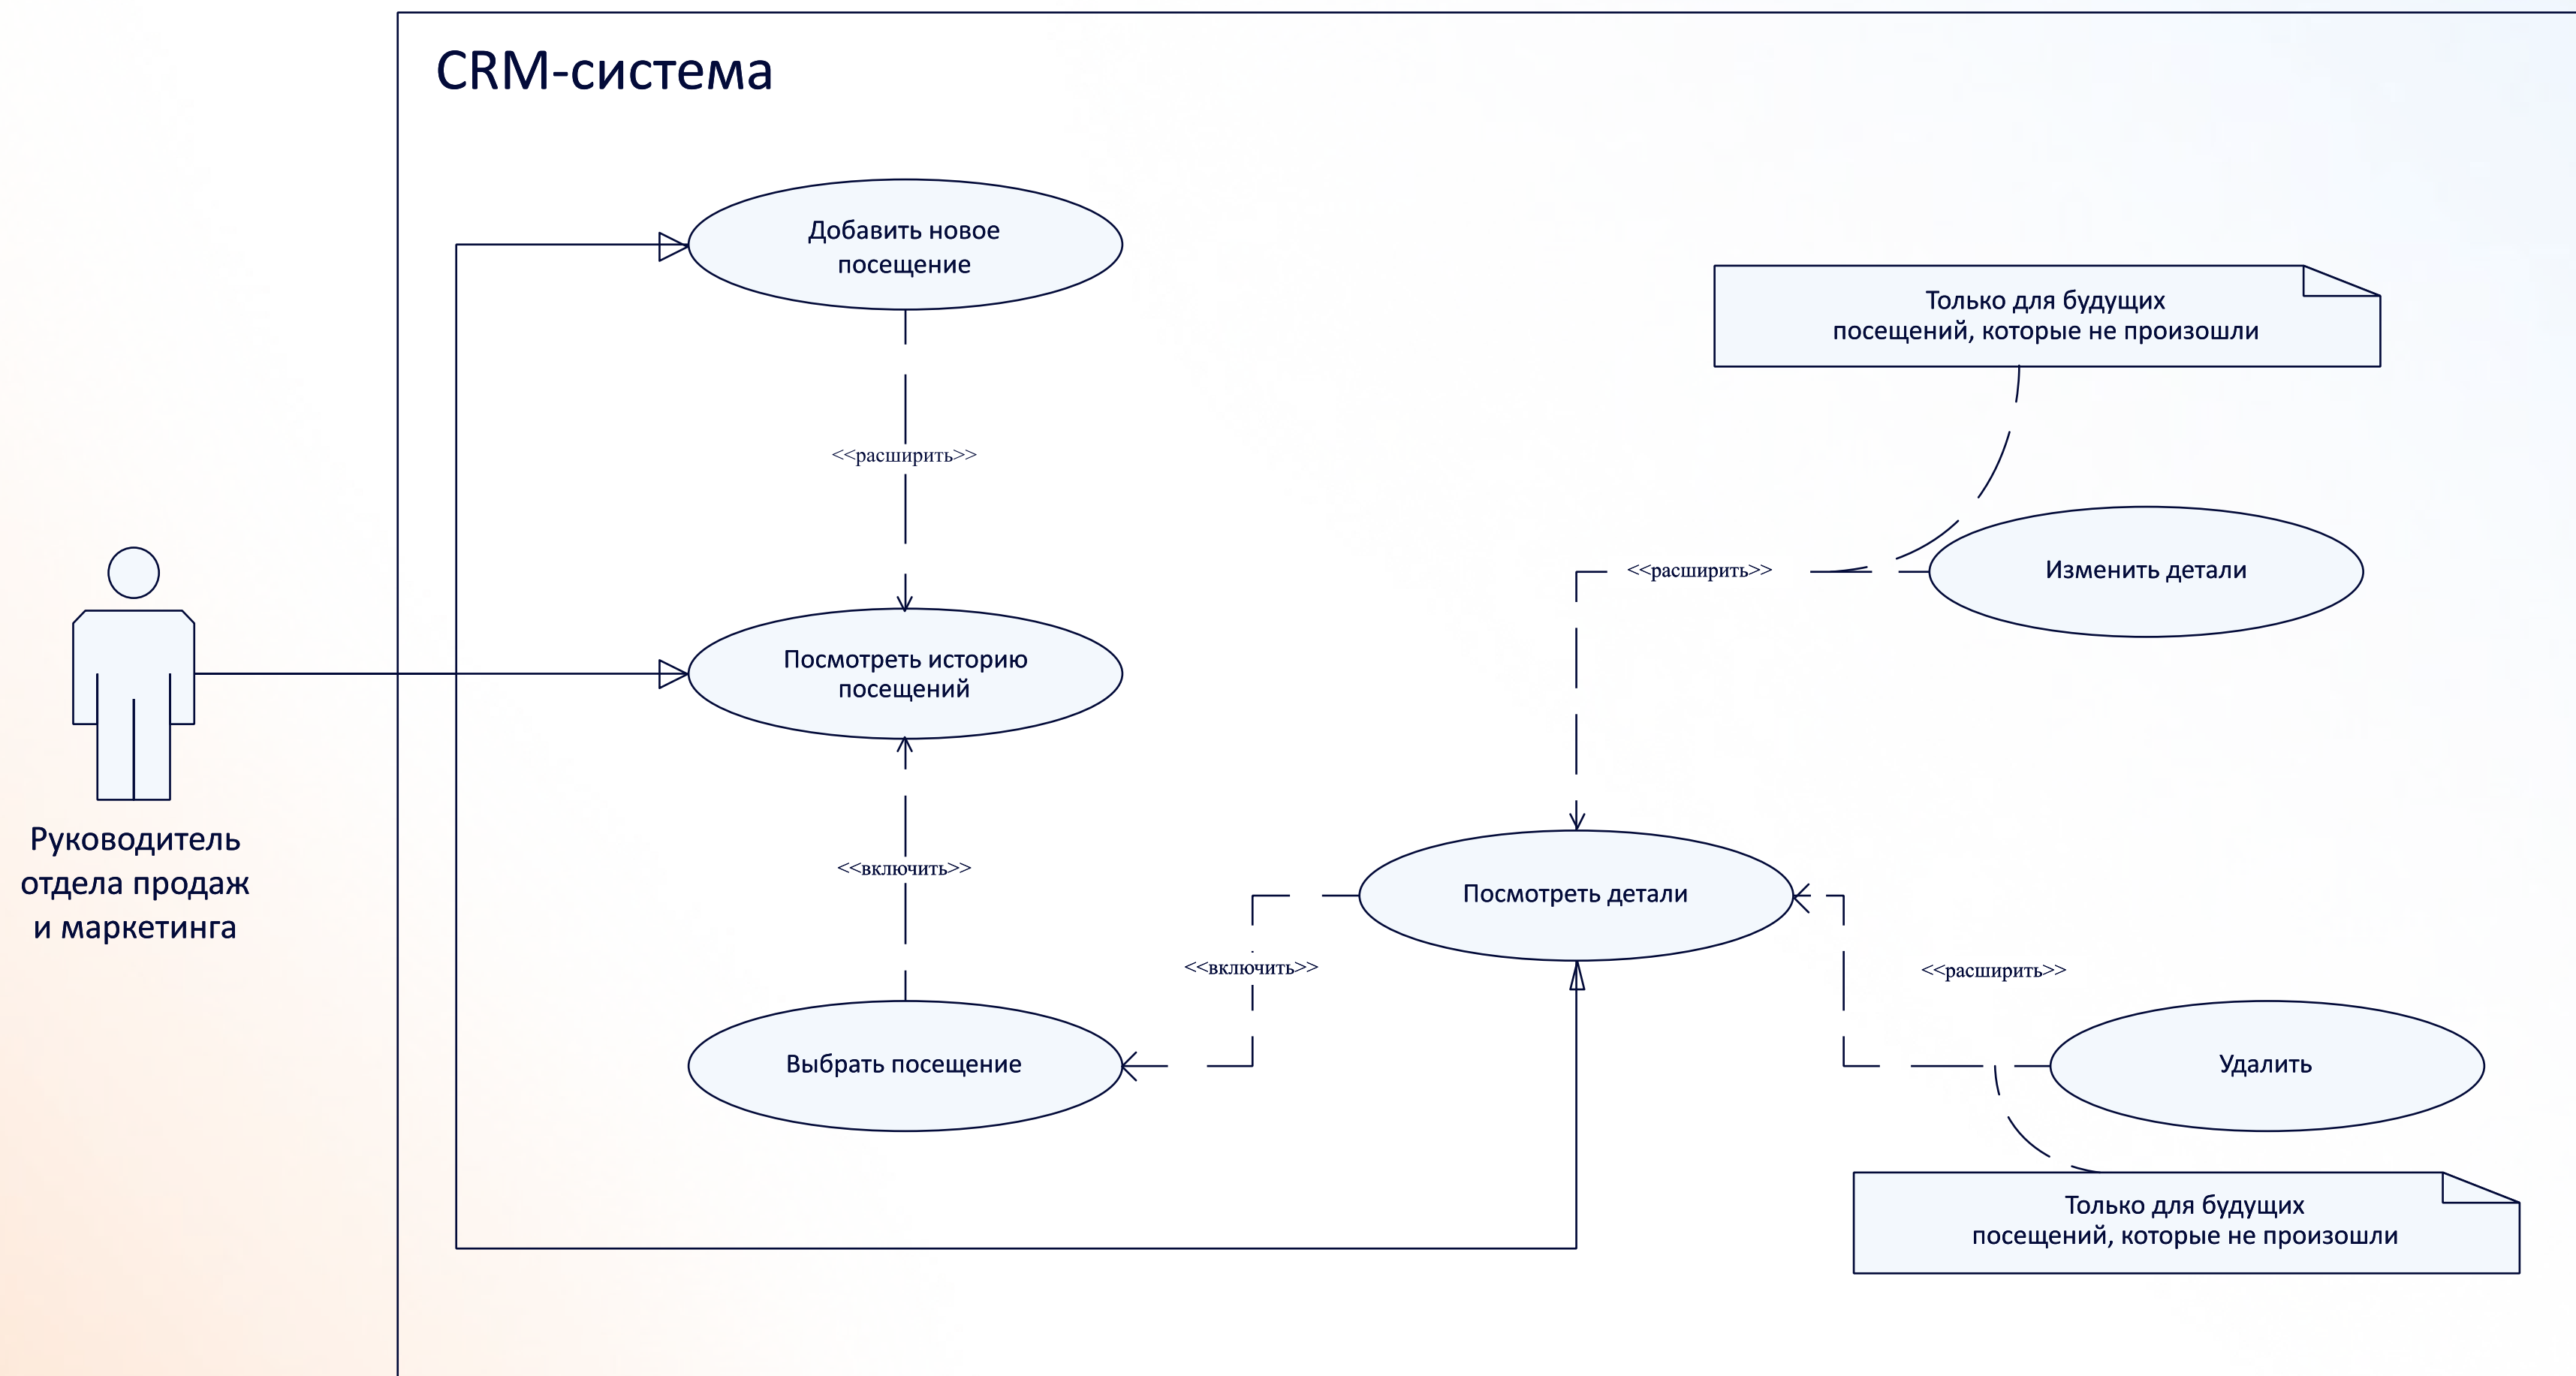 CRM-система
Добавить новое
посещение
Только для будущих
посещений, которые не произошли
<<расширить>>
<<расширить>>
Изменить детали
Посмотреть историю
посещений
Руководитель
отдела продаж
и маркетинга
<<включить>>
Посмотреть детали
<<включить>>
<<расширить>>
Выбрать посещение
Удалить
Только для будущих
посещений, которые не произошли